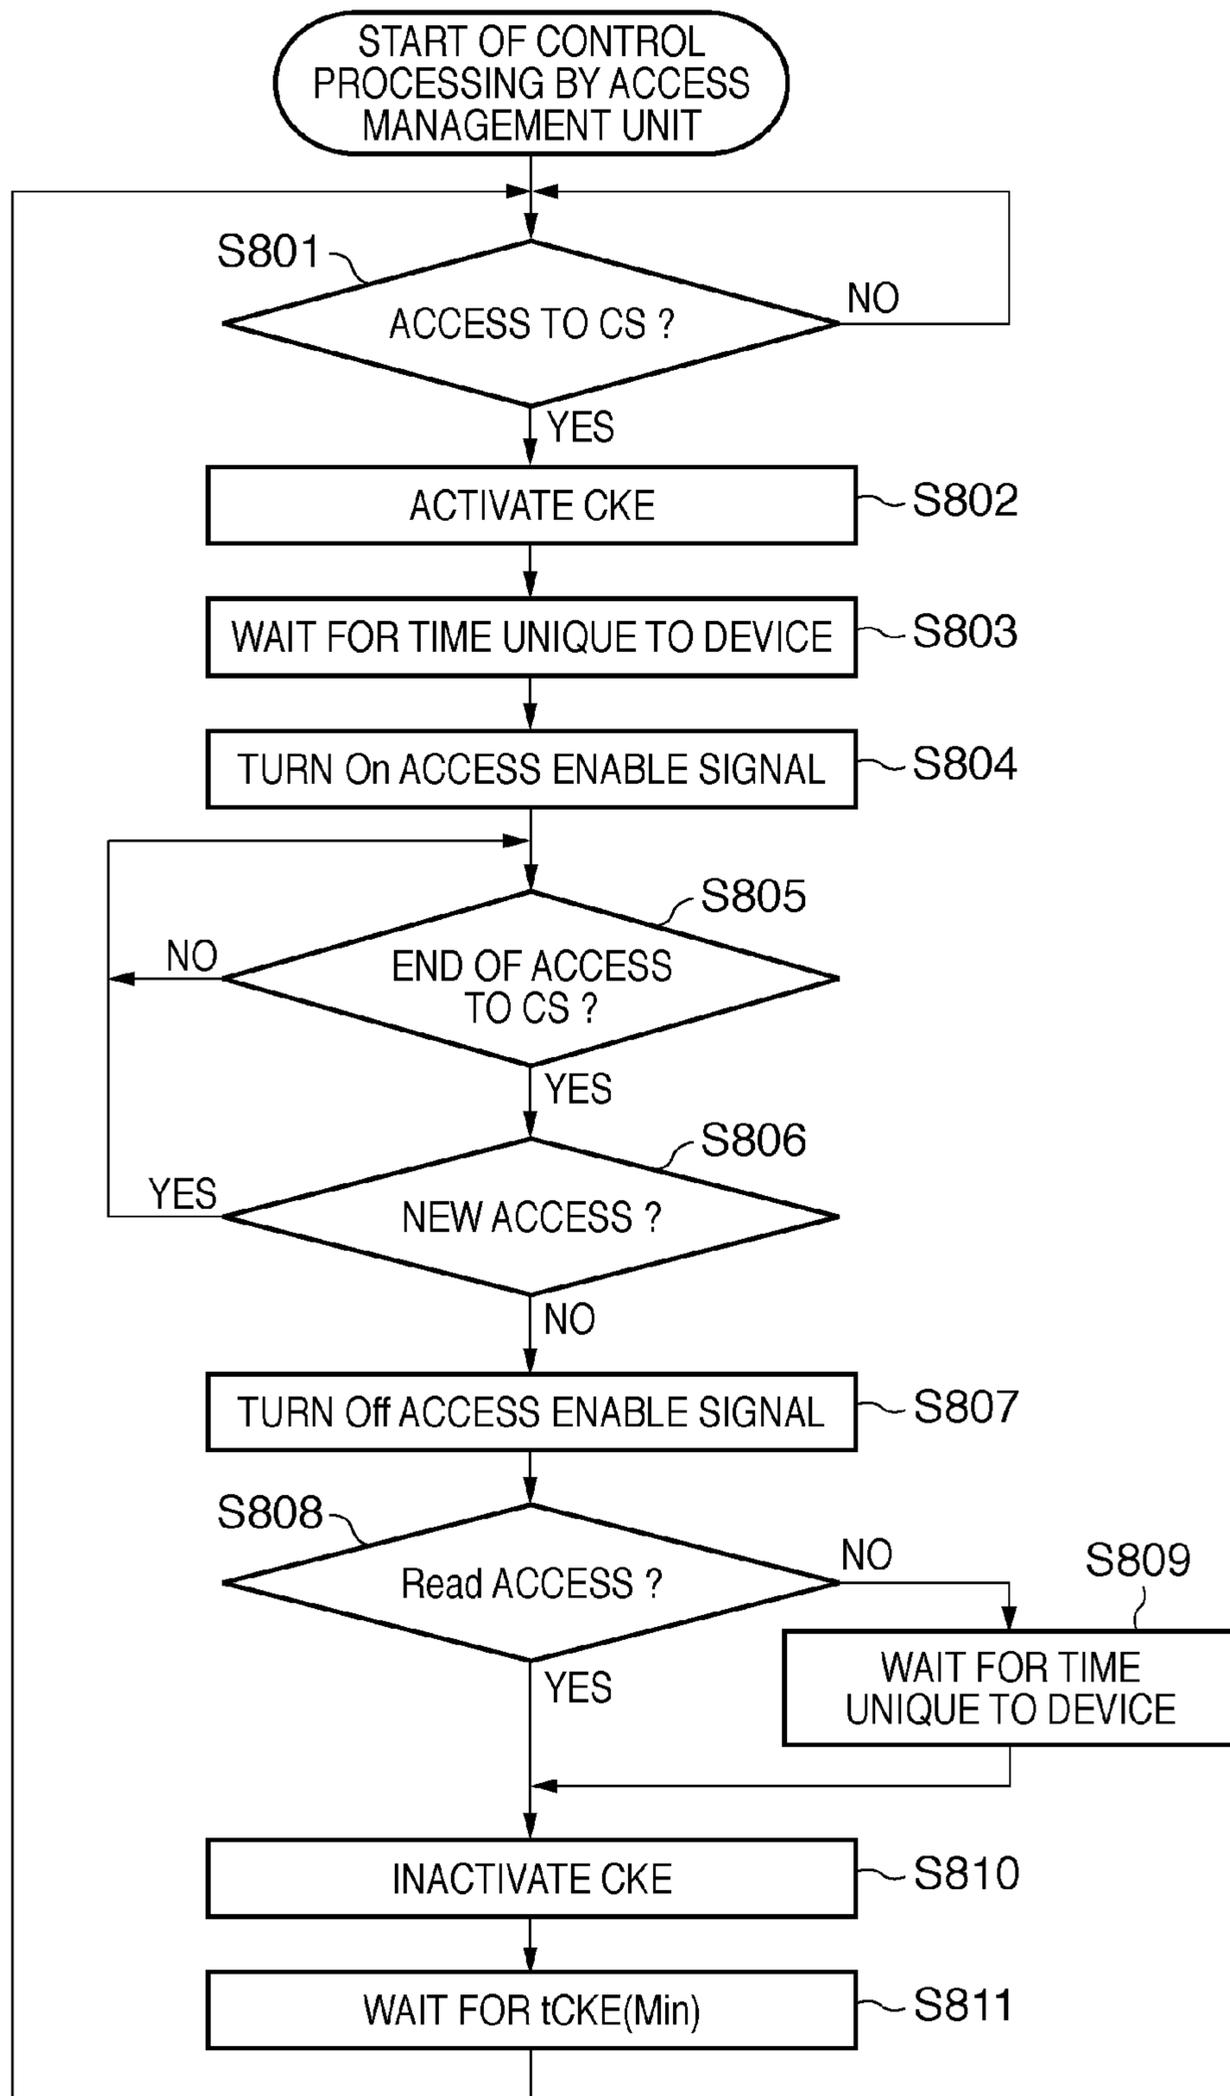 START OF CONTROL
PROCESSING BY ACCESS
MANAGEMENT UNIT
S801
ACCESS TO CS ?
NO
YES
ACTIVATE CKE
S802
WAIT FOR TIME UNIQUE TO DEVICE
S803
TURN On ACCESS ENABLE SIGNAL
S804
S805
NO
END OF ACCESS
TO CS ?
YES
S806
YES
NEW ACCESS ?
NO
TURN Off ACCESS ENABLE SIGNAL
S807
S808
Read ACCESS ?
NO
S809
WAIT FOR TIME
UNIQUE TO DEVICE
YES
INACTIVATE CKE
S810
WAIT FOR tCKE(Min)
S811